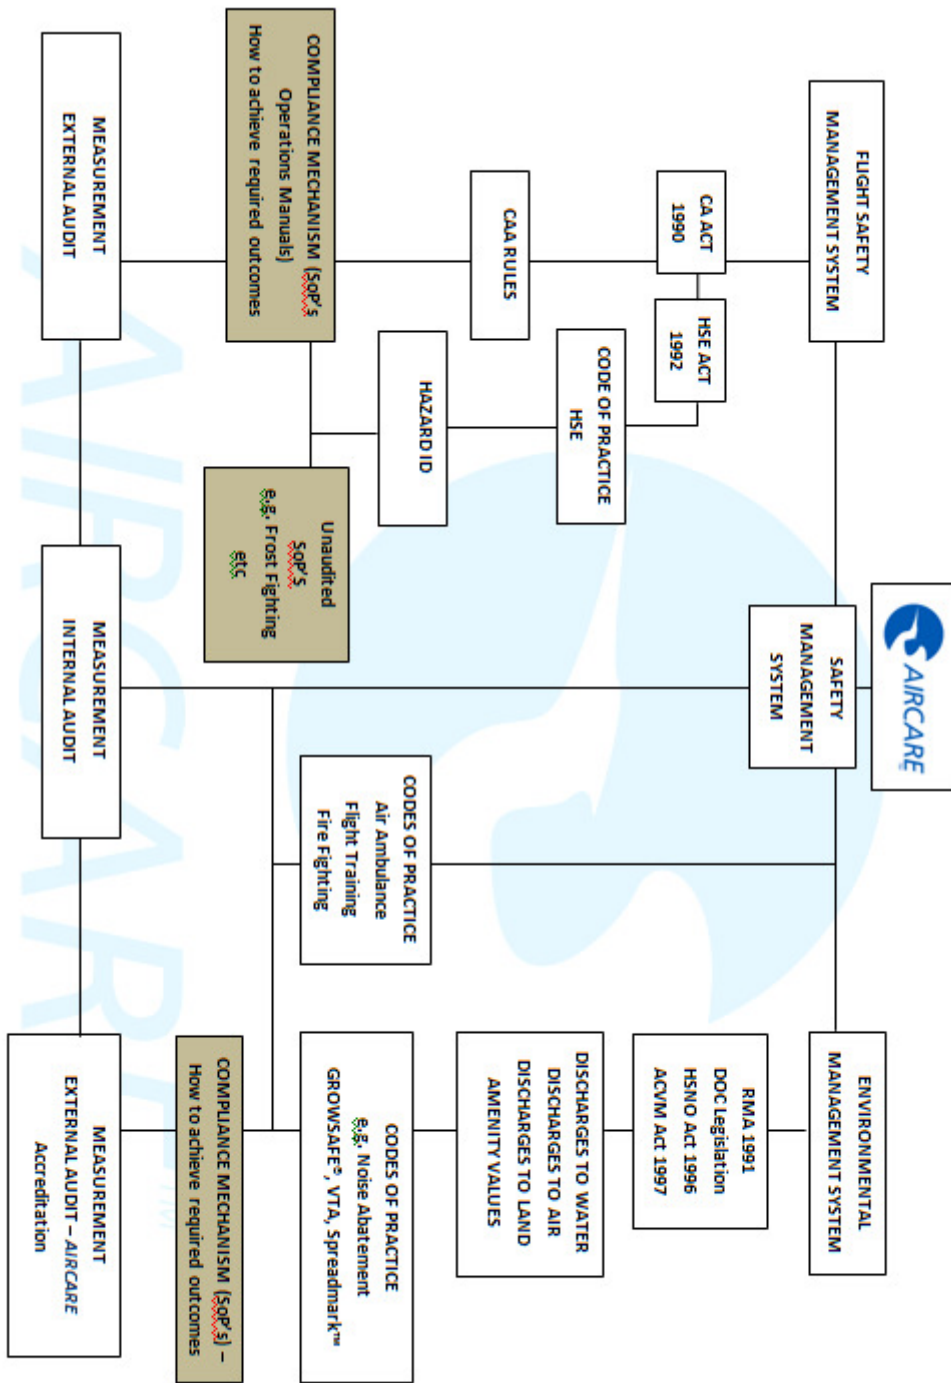 AIRCARE
FLIGHT SAFETY
MANAGEMENT SYSTEM
SAFETY
MANAGEMENT
SYSTEM
ENVIRONMENTAL
MANAGEMENT SYSTEM
CA ACT
1990
HSE ACT
1992
RMA 1991
DOC Legislation
HSNO Act 1996
ACVM Act 1997
CODE OF PRACTICE
HSE
CAA RULES
DISCHARGES TO WATER
DISCHARGES TO AIR
DISCHARGES TO LAND
AMENITY VALUES
HAZARD ID
CODES OF PRACTICE
Air Ambulance
Flight Training
Fire Fighting
CODES OF PRACTICE
e.g. Noise Abatement
GROWSAFE®, VTA, Spreadmark™
COMPLIANCE MECHANISM (SoP's
Operations Manuals)
How to achieve required outcomes
Unaudited
SoP'S
e.g. Frost Fighting
etc
COMPLIANCE MECHANISM (SoP's) –
How to achieve required outcomes
MEASUREMENT
EXTERNAL AUDIT
MEASUREMENT
INTERNAL AUDIT
MEASUREMENT
EXTERNAL AUDIT – AIRCARE
Accreditation
AIRCARE™